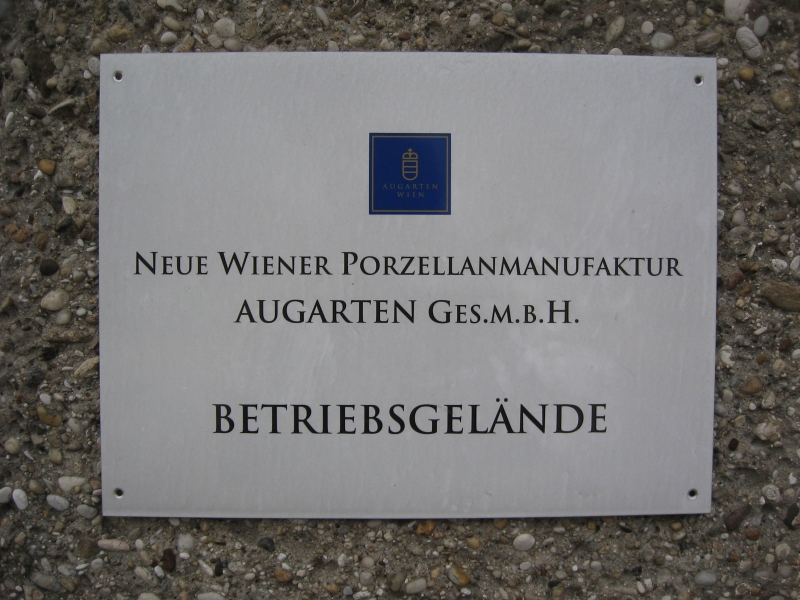 AUGARTEN
WIEN
NEUE WIENER PORZELLANMANUFAKTUR
AUGARTEN GES.M.B.H.
BETRIEBSGELÄNDE